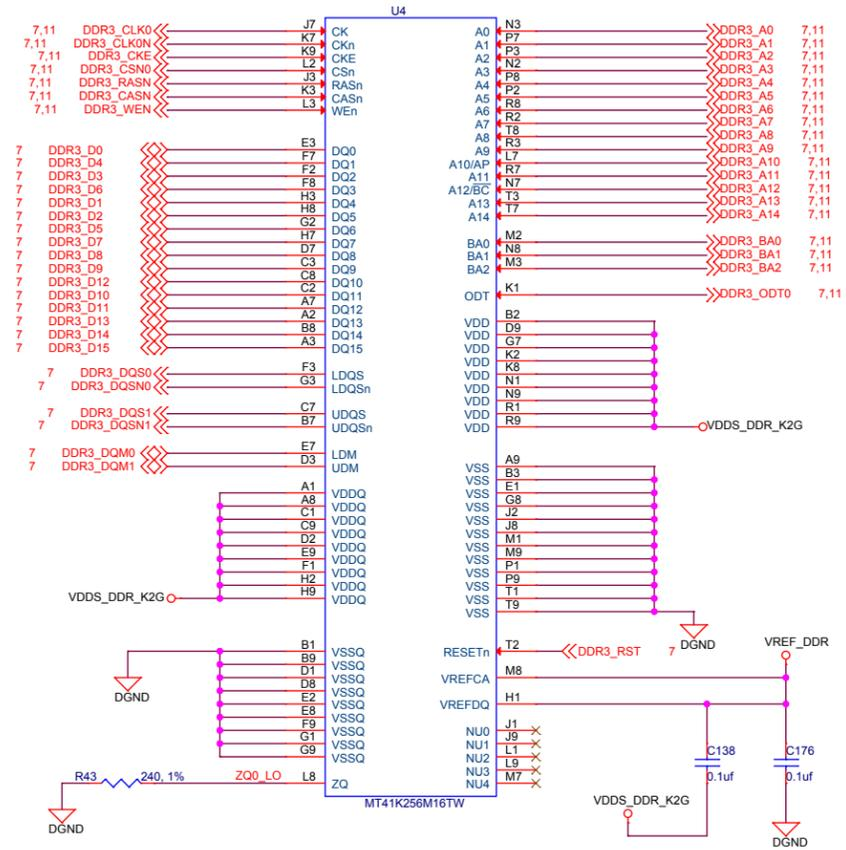 U4
7,11 DDR3_CLK0 J7 CK
7,11 DDR3_CLK0N K7 CKn
7,11 DDR3_CKE K9 CKE
7,11 DDR3_CSN0 L2 CSn
7,11 DDR3_RASN J3 RASn
7,11 DDR3_CASN K3 CASn
7,11 DDR3_WEN L3 WEn
7 DDR3_D0 E3 DQ0
7 DDR3_D4 F7 DQ1
7 DDR3_D3 F2 DQ2
7 DDR3_D6 F8 DQ3
7 DDR3_D1 H3 DQ4
7 DDR3_D2 H8 DQ5
7 DDR3_D5 G2 DQ6
7 DDR3_D7 H7 DQ7
7 DDR3_D8 D7 DQ8
7 DDR3_D9 C3 DQ9
7 DDR3_D12 C8 DQ10
7 DDR3_D10 C2 DQ11
7 DDR3_D11 A7 DQ12
7 DDR3_D13 A2 DQ13
7 DDR3_D14 B8 DQ14
7 DDR3_D15 A3 DQ15
7 DDR3_DQS0 F3 LDQS
7 DDR3_DQSN0 G3 LDQSn
7 DDR3_DQS1 C7 UDQS
7 DDR3_DQSN1 B7 UDQSn
7 DDR3_DQM0 E7 LDM
7 DDR3_DQM1 D3 UDM
A1 VDDQ
A8 VDDQ
C1 VDDQ
C9 VDDQ
D2 VDDQ
E9 VDDQ
F1 VDDQ
H2 VDDQ
VDDS_DDR_K2G H9 VDDQ
B1 VSSQ
B9 VSSQ
D1 VSSQ
D8 VSSQ
E2 VSSQ
E8 VSSQ
F9 VSSQ
G1 VSSQ
G9 VSSQ
DGND
R43 240, 1% ZQ0_LO L8 ZQ
DGND
A0 N3 DDR3_A0 7,11
A1 P7 DDR3_A1 7,11
A2 P3 DDR3_A2 7,11
A3 N2 DDR3_A3 7,11
A4 P8 DDR3_A4 7,11
A5 P2 DDR3_A5 7,11
A6 R8 DDR3_A6 7,11
A7 R2 DDR3_A7 7,11
A8 T8 DDR3_A8 7,11
A9 R3 DDR3_A9 7,11
A10/AP L7 DDR3_A10 7,11
A11 R7 DDR3_A11 7,11
A12/BC N7 DDR3_A12 7,11
A13 T3 DDR3_A13 7,11
A14 T7 DDR3_A14 7,11
BA0 M2 DDR3_BA0 7,11
BA1 N8 DDR3_BA1 7,11
BA2 M3 DDR3_BA2 7,11
ODT K1 DDR3_ODT0 7,11
VDD B2
VDD D9
VDD G7
VDD K2
VDD K8
VDD N1
VDD N9
VDD R1
VDD R9 VDDS_DDR_K2G
VSS A9
VSS B3
VSS E1
VSS G8
VSS J2
VSS J8
VSS M1
VSS M9
VSS P1
VSS P9
VSS T1
VSS T9
DGND
RESETn T2 DDR3_RST 7
VREF_DDR
VREFCA M8
VREFDQ H1
NU0 J1
NU1 J9
NU2 L1
NU3 L9
NU4 M7
C138
0.1uf
C176
0.1uf
VDDS_DDR_K2G
DGND
MT41K256M16TW